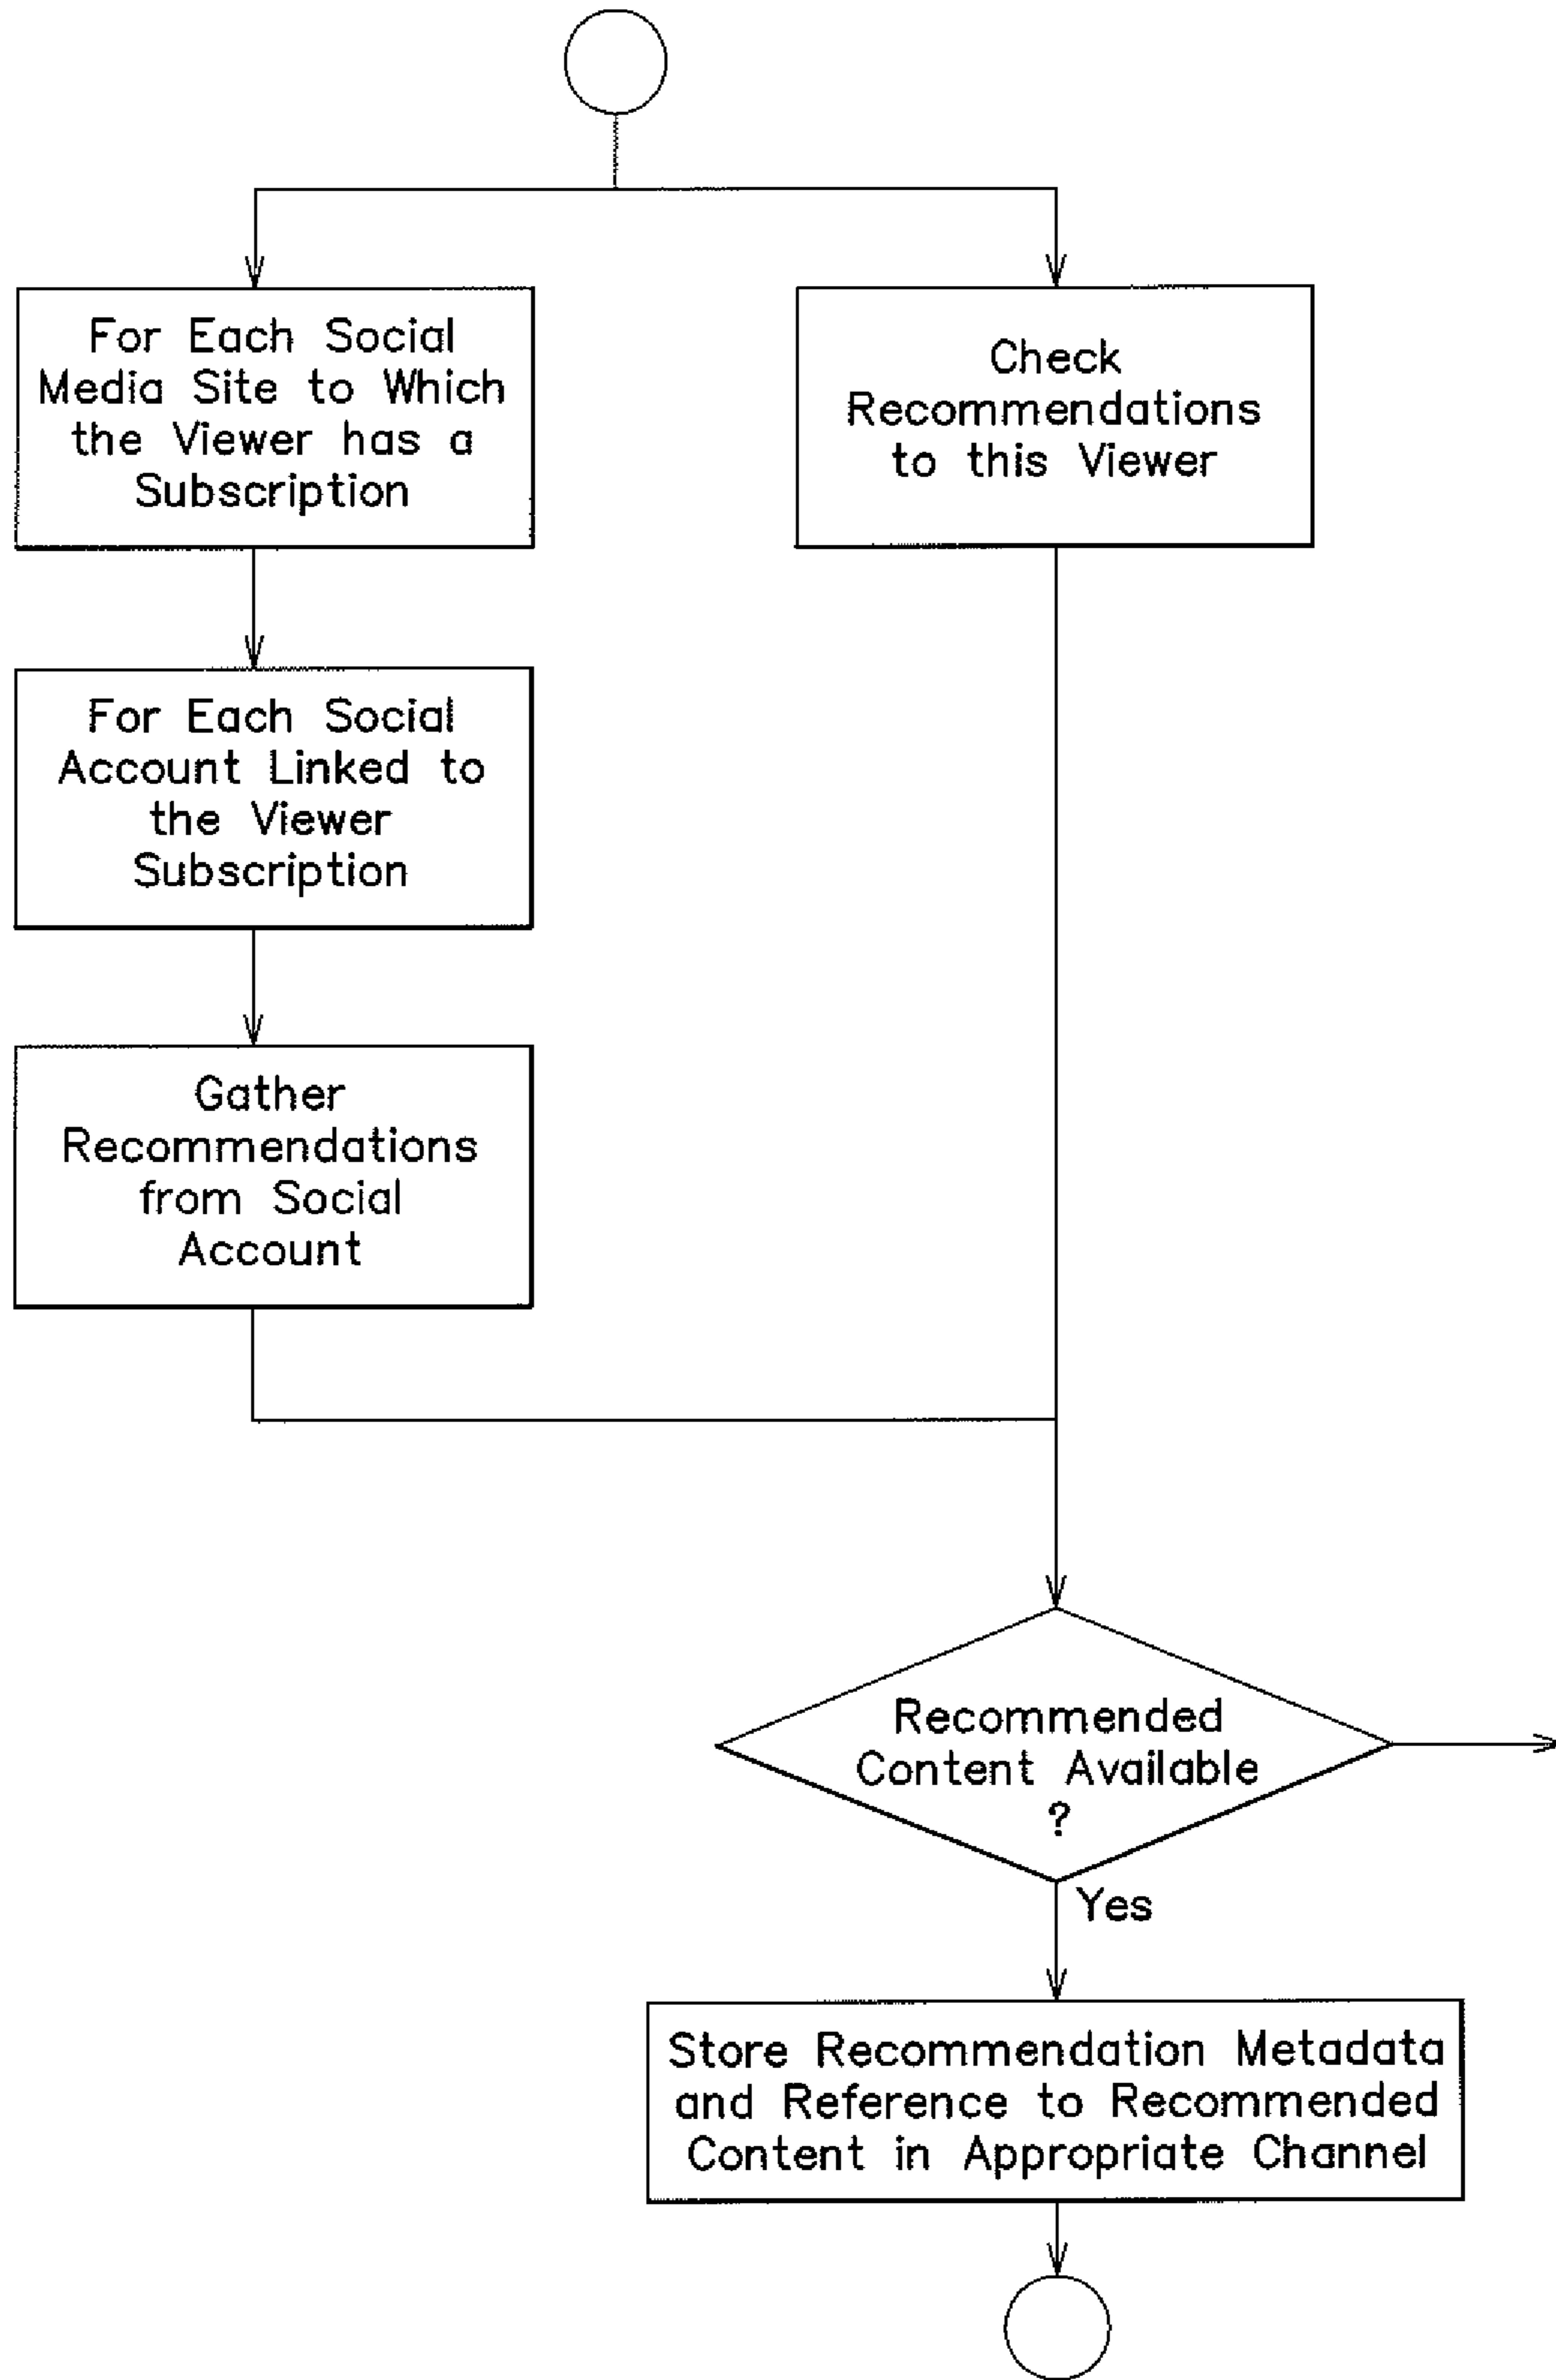 For Each Social
Media Site to Which
the Viewer has a
Subscription
Check
Recommendations
to this Viewer
For Each Social
Account Linked to
the Viewer
Subscription
Gather
Recommendations
from Social
Account
Recommended
Content Available
?
Yes
Store Recommendation Metadata
and Reference to Recommended
Content in Appropriate Channel